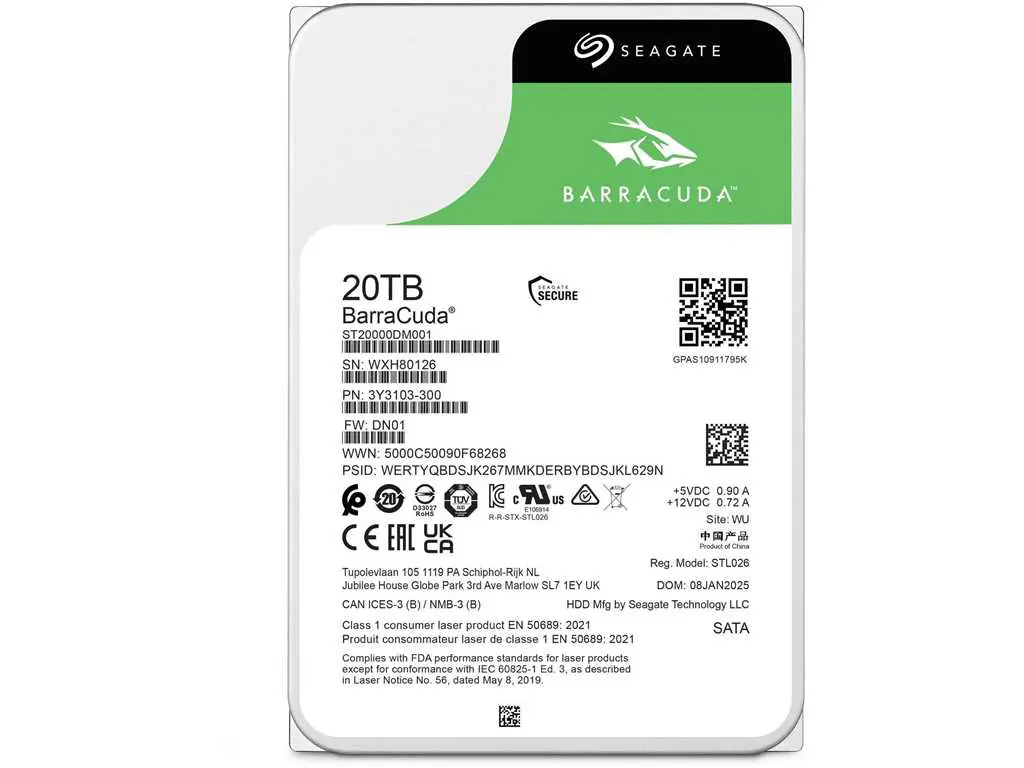 SEAGATE
BARRACUDA™
20TB
BarraCuda®
ST20000DM001
SEAGATE
SECURE
SN: WXH80126
GPAS10911795K
PN: 3Y3103-300
FW: DN01
WWN: 5000C50090F68268
PSID: WERTYQBDSJK267MMKDERBYBDSJKL629N
20
D33027
RoHS
TÜV
SUD
c RU US
E106914
R-R-STX-STL026
+5VDC 0.90 A
+12VDC 0.72 A
Site: WU
CE EAC UK
CA
中国产品
Product of China
Reg. Model: STL026
Tupolevlaan 105 1119 PA Schiphol-Rijk NL
Jubilee House Globe Park 3rd Ave Marlow SL7 1EY UK
DOM: 08JAN2025
CAN ICES-3 (B) / NMB-3 (B)
HDD Mfg by Seagate Technology LLC
Class 1 consumer laser product EN 50689: 2021
Produit consommateur laser de classe 1 EN 50689: 2021
SATA
Complies with FDA performance standards for laser products
except for conformance with IEC 60825-1 Ed. 3, as described
in Laser Notice No. 56, dated May 8, 2019.